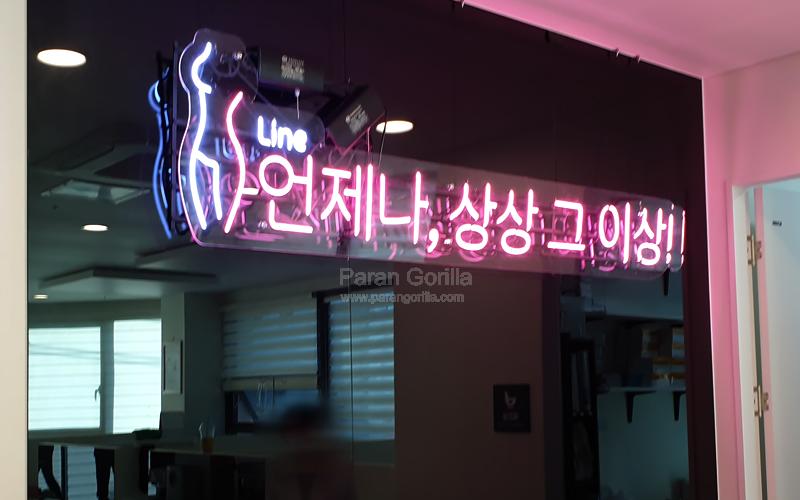 Line
언제나, 상상 그 이상!
Paran Gorilla
www.parangorilla.com